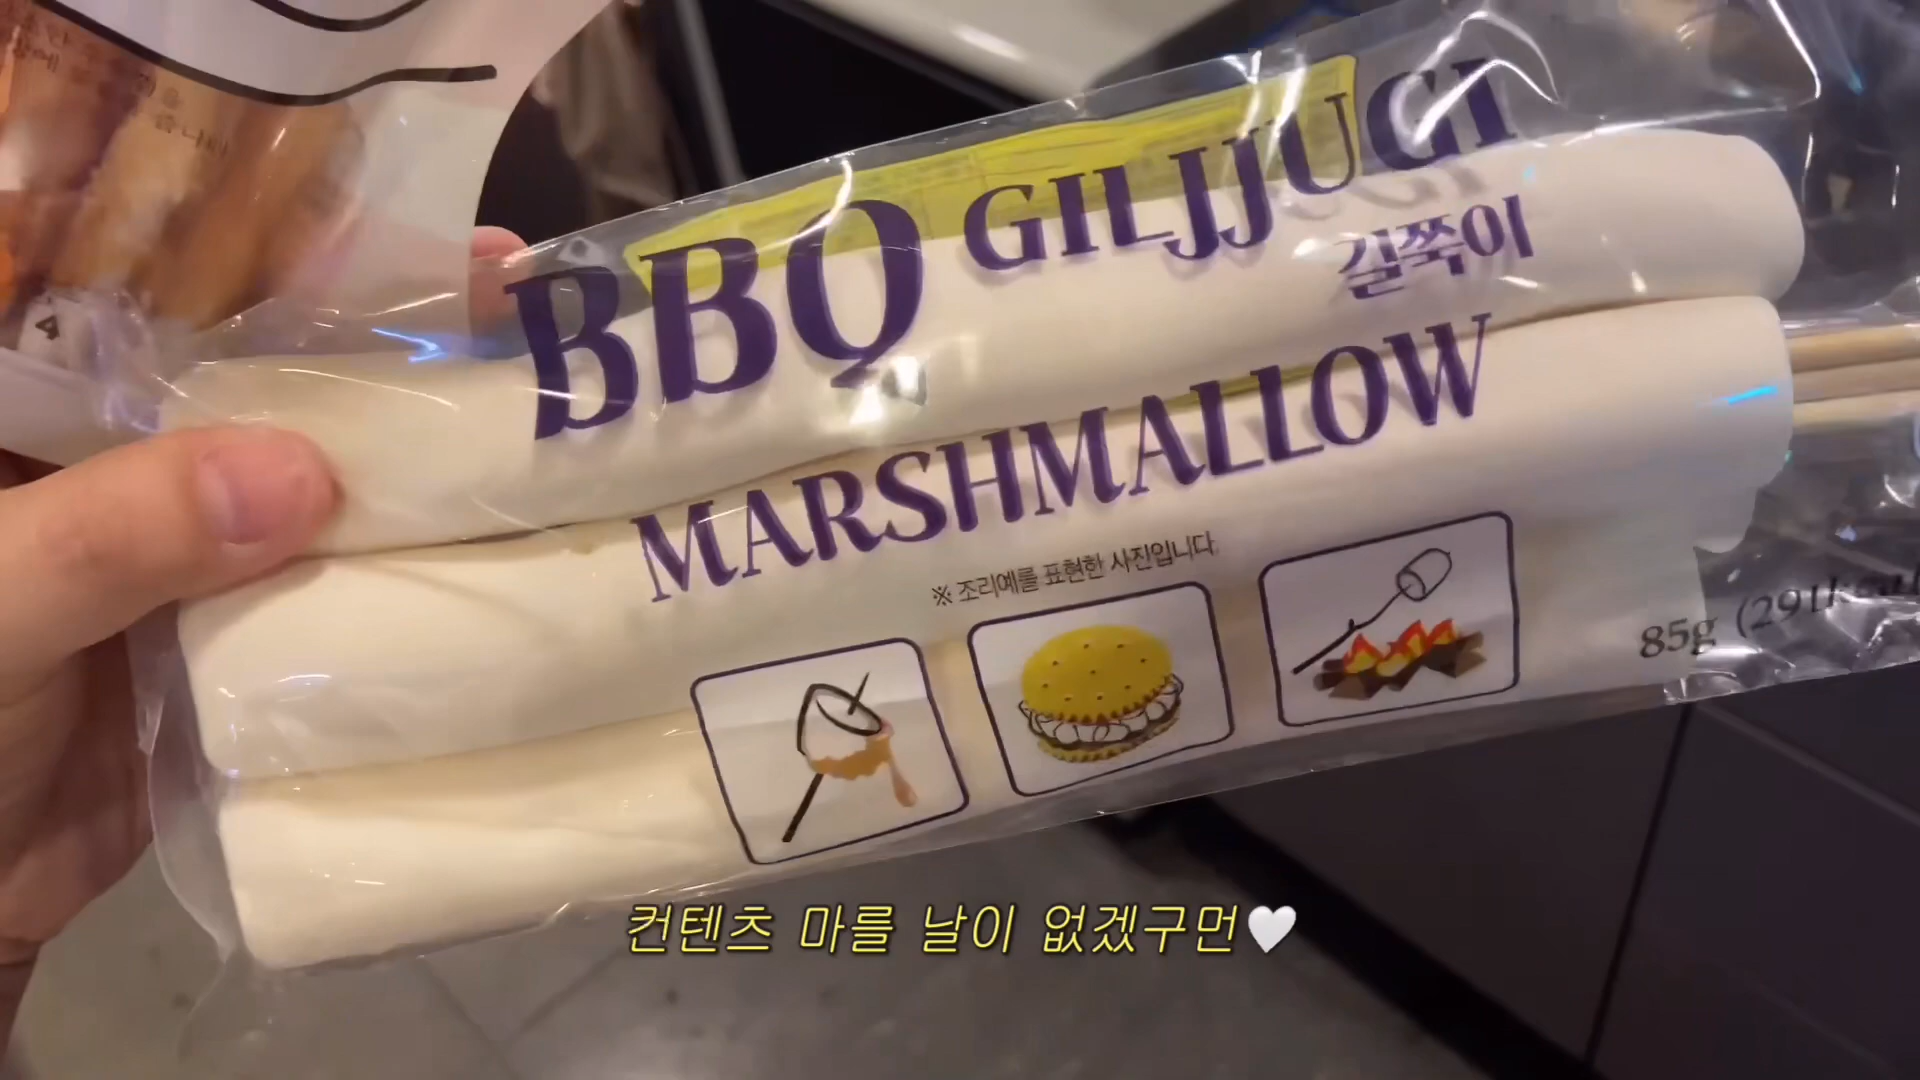 BBQ GILJJUGI
길쭉이
MARSHMALLOW
※ 조리예를 표현한 사진입니다.
85g
컨텐츠 마를 날이 없겠구먼🤍
4